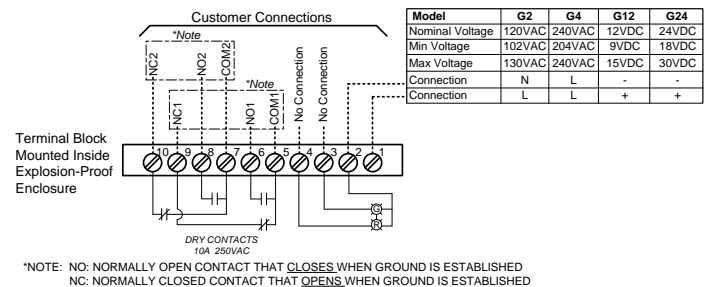 Customer Connections
*Note
NC2
NO2
COM2
*Note
NC1
NO1
COM1
No Connection
No Connection
Model G2 G4 G12 G24
Nominal Voltage 120VAC 240VAC 12VDC 24VDC
Min Voltage 102VAC 204VAC 9VDC 18VDC
Max Voltage 130VAC 240VAC 15VDC 30VDC
Connection N L - -
Connection L L + +
Terminal Block
Mounted Inside
Explosion-Proof
Enclosure
10 9 8 7 6 5 4 3 2 1
G
R
DRY CONTACTS
10A 250VAC
*NOTE: NO: NORMALLY OPEN CONTACT THAT CLOSES WHEN GROUND IS ESTABLISHED
NC: NORMALLY CLOSED CONTACT THAT OPENS WHEN GROUND IS ESTABLISHED